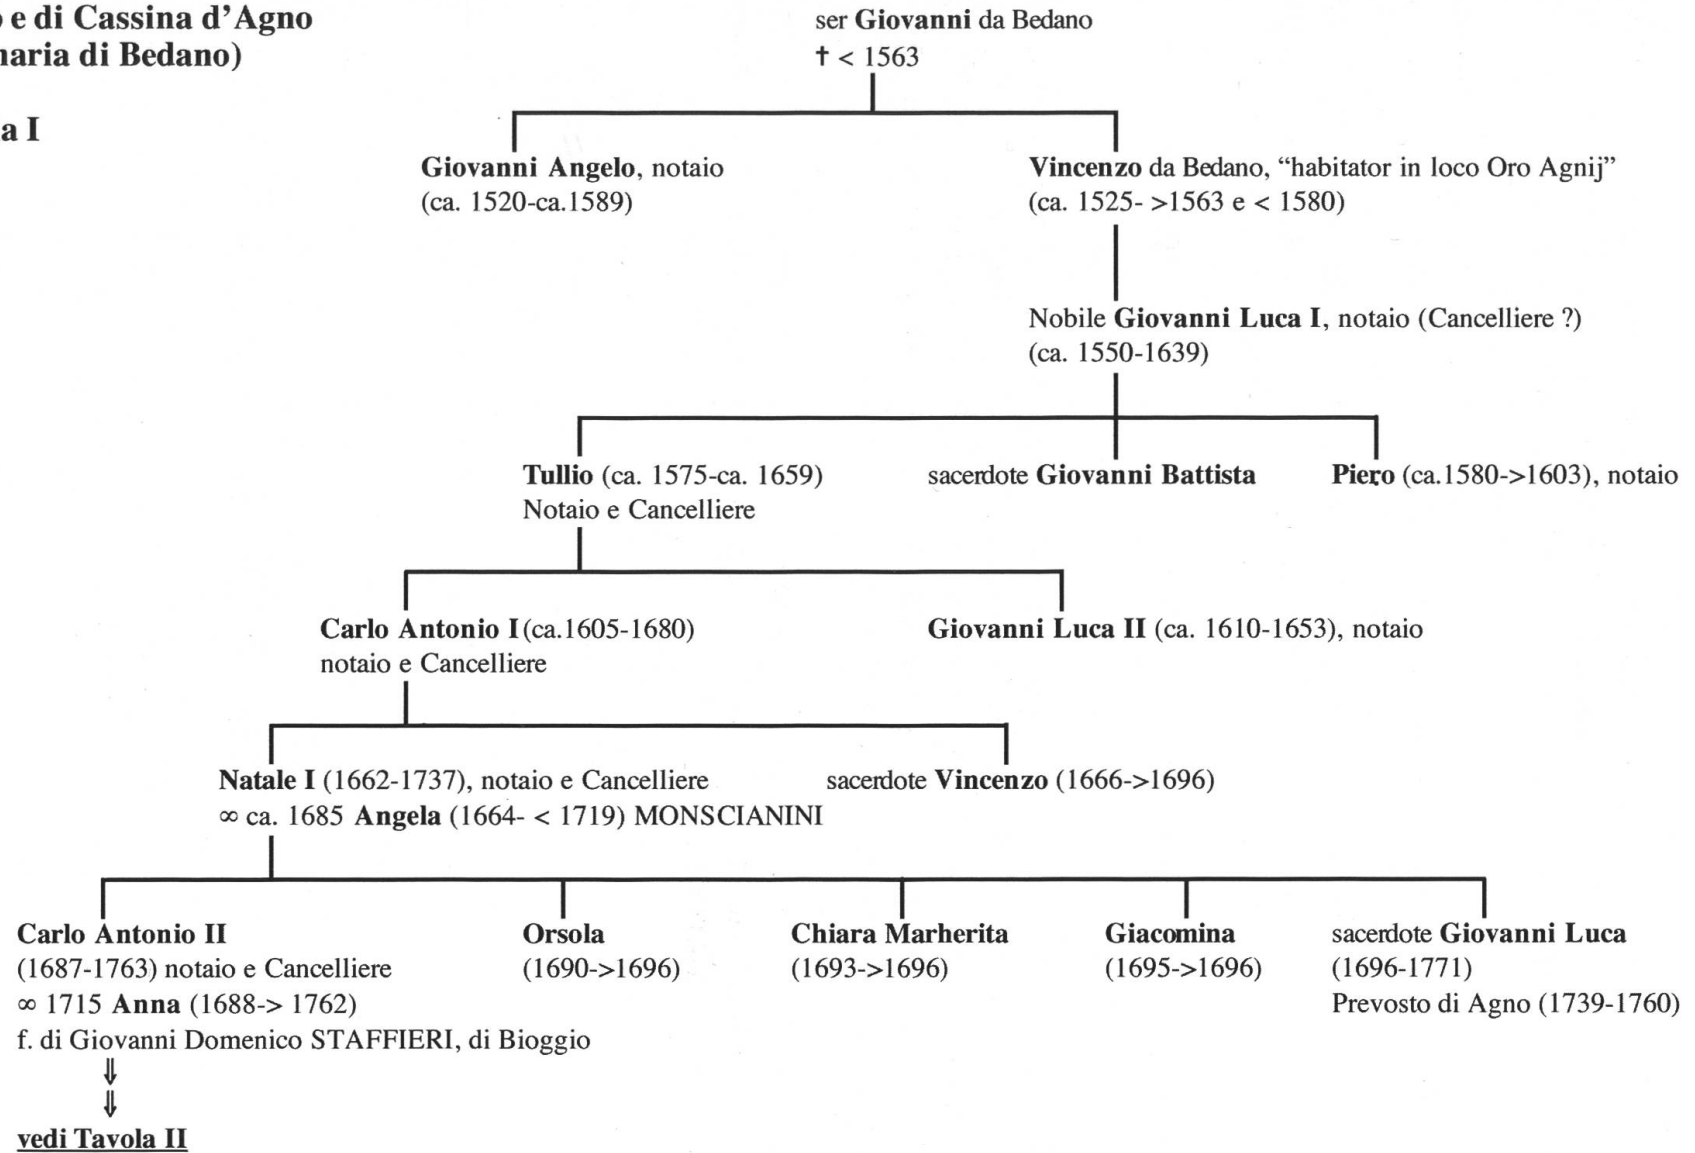 e di Cassina d'Agno
naria di Bedano)
a I
ser Giovanni da Bedano
† < 1563
Giovanni Angelo, notaio
(ca. 1520-ca.1589)
Vincenzo da Bedano, “habitator in loco Oro Agnij”
(ca. 1525- >1563 e < 1580)
Nobile Giovanni Luca I, notaio (Cancelliere ?)
(ca. 1550-1639)
Tullio (ca. 1575-ca. 1659)
Notaio e Cancelliere
sacerdote Giovanni Battista
Piero (ca.1580->1603), notaio
Carlo Antonio I (ca.1605-1680)
notaio e Cancelliere
Giovanni Luca II (ca. 1610-1653), notaio
Natale I (1662-1737), notaio e Cancelliere
∞ ca. 1685 Angela (1664- < 1719) MONSCIANINI
sacerdote Vincenzo (1666->1696)
Carlo Antonio II
(1687-1763) notaio e Cancelliere
∞ 1715 Anna (1688-> 1762)
f. di Giovanni Domenico STAFFIERI, di Bioggio
⇓
⇓
vedi Tavola II
Orsola
(1690->1696)
Chiara Marherita
(1693->1696)
Giacomina
(1695->1696)
sacerdote Giovanni Luca
(1696-1771)
Prevosto di Agno (1739-1760)